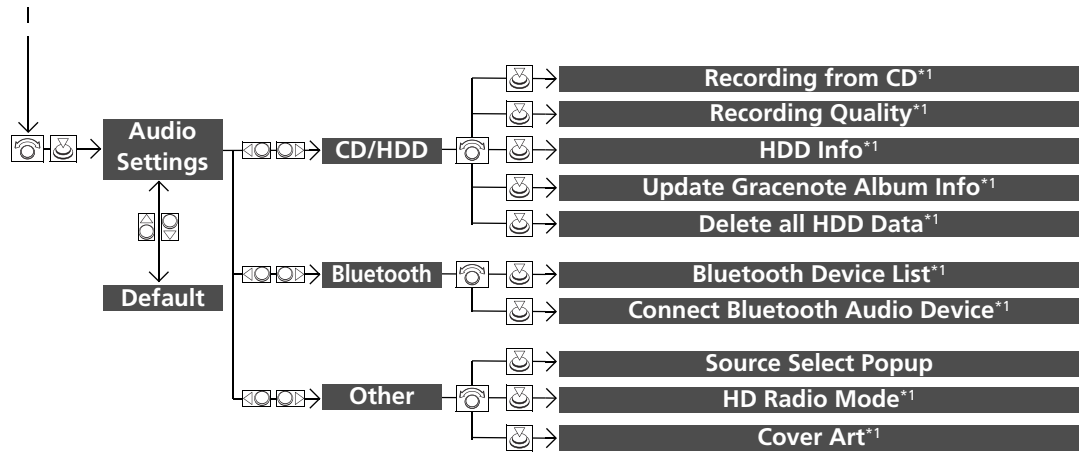 Audio
Settings
Default
CD/HDD
Recording from CD*1
Recording Quality*1
HDD Info*1
Update Gracenote Album Info*1
Delete all HDD Data*1
Bluetooth
Bluetooth Device List*1
Connect Bluetooth Audio Device*1
Other
Source Select Popup
HD Radio Mode*1
Cover Art*1